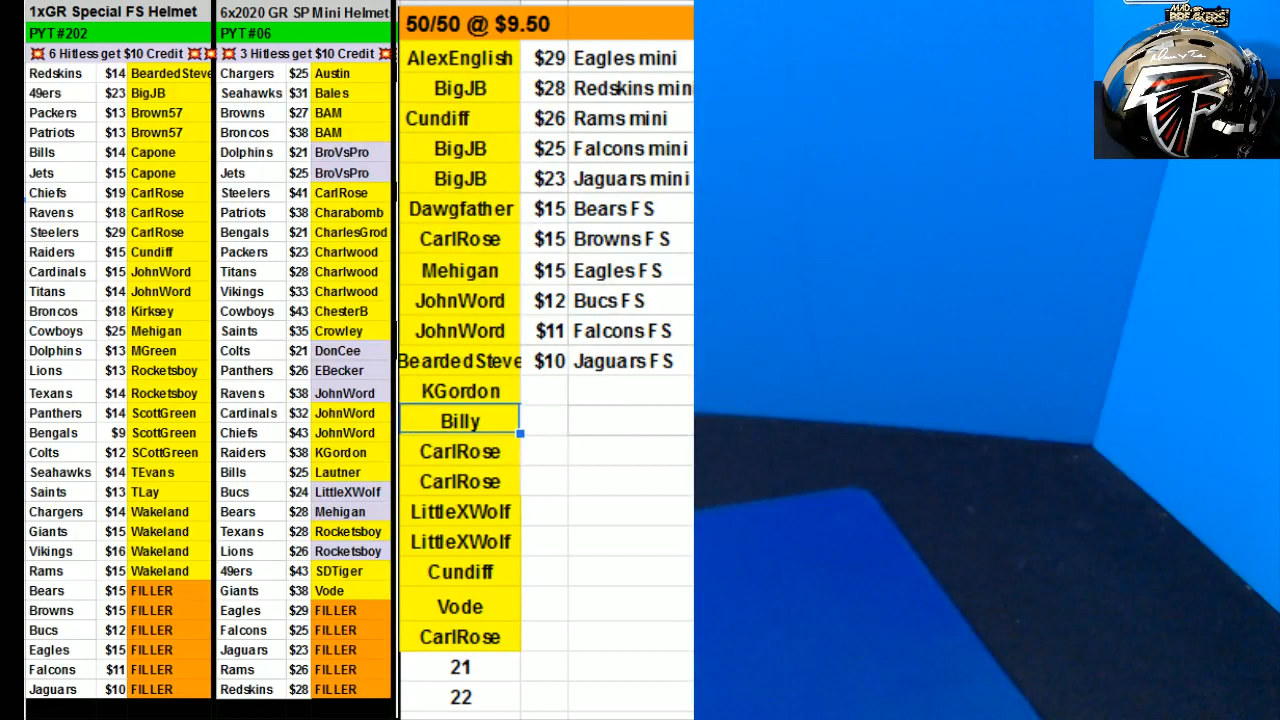 1xGR Special FS Helmet
PYT #202
6 Hitless get $10 Credit
Redskins $14 BeardedSteve
49ers $23 BigJB
Packers $13 Brown57
Patriots $13 Brown57
Bills $14 Capone
Jets $15 Capone
Chiefs $19 CarlRose
Ravens $18 CarlRose
Steelers $29 CarlRose
Raiders $15 Cundiff
Cardinals $15 JohnWord
Titans $14 JohnWord
Broncos $18 Kirksey
Cowboys $25 Mehigan
Dolphins $13 MGreen
Lions $13 Rocketsboy
Texans $14 Rocketsboy
Panthers $14 ScottGreen
Bengals $9 ScottGreen
Colts $12 SCottGreen
Seahawks $14 TEvans
Saints $13 TLay
Chargers $14 Wakeland
Giants $15 Wakeland
Vikings $16 Wakeland
Rams $15 Wakeland
Bears $15 FILLER
Browns $15 FILLER
Bucs $12 FILLER
Eagles $15 FILLER
Falcons $11 FILLER
Jaguars $10 FILLER
6x2020 GR SP Mini Helmet
PYT #06
3 Hitless get $10 Credit
Chargers $25 Austin
Seahawks $31 Bales
Browns $27 BAM
Broncos $38 BAM
Dolphins $21 BroVsPro
Jets $25 BroVsPro
Steelers $41 CarlRose
Patriots $38 Charabomb
Bengals $21 CharlesGrod
Packers $23 Charlwood
Titans $28 Charlwood
Vikings $33 Charlwood
Cowboys $43 ChesterB
Saints $35 Crowley
Colts $21 DonCee
Panthers $26 EBecker
Ravens $38 JohnWord
Cardinals $32 JohnWord
Chiefs $43 JohnWord
Raiders $38 KGordon
Bills $25 Lautner
Bucs $24 LittleXWolf
Bears $28 Mehigan
Texans $28 Rocketsboy
Lions $26 Rocketsboy
49ers $43 SDTiger
Giants $38 Vode
Eagles $29 FILLER
Falcons $25 FILLER
Jaguars $23 FILLER
Rams $26 FILLER
Redskins $28 FILLER
50/50 @ $9.50
AlexEnglish $29 Eagles mini
BigJB $28 Redskins mini
Cundiff $26 Rams mini
BigJB $25 Falcons mini
BigJB $23 Jaguars mini
Dawgfather $15 Bears FS
CarlRose $15 Browns FS
Mehigan $15 Eagles FS
JohnWord $12 Bucs FS
JohnWord $11 Falcons FS
BeardedSteve $10 Jaguars FS
KGordon
Billy
CarlRose
CarlRose
LittleXWolf
LittleXWolf
Cundiff
Vode
CarlRose
21
22
MAD
BREAKERS